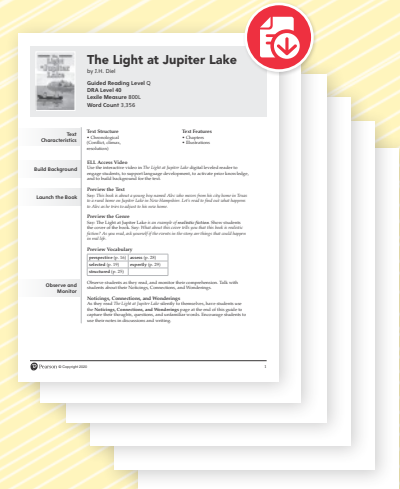 The Light at Jupiter Lake
by J.H. Diel
Guided Reading Level Q
DRA Level 40
Lexile Measure 800L
Word Count 3,356
The Light
at Jupiter
Lake
Text
Characteristics
Text Structure
• Chronological
(Conflict, climax,
resolution)
Text Features
• Chapters
• Illustrations
Build Background
ELL Access Video
Use the interactive video in The Light at Jupiter Lake digital leveled reader to
engage students, to support language development, to activate prior knowledge,
and to build background for the text.
Launch the Book
Preview the Text
Say: This book is about a young boy named Alec who moves from his city home in Texas
to a rural home on Jupiter Lake in New Hampshire. Let's read to find out what happens
to Alec as he tries to adjust to his new home.
Preview the Genre
Say: The Light at Jupiter Lake is an example of realistic fiction. Show students
the cover of the book. Say: What about this cover tells you that this book is realistic
fiction? As you read, ask yourself if the events in the story are things that could happen
in real life.
Preview Vocabulary
perspective (p. 16) access (p. 28)
selected (p. 19) expertly (p. 29)
structured (p. 25)
Observe and
Monitor
Observe students as they read, and monitor their comprehension. Talk with
students about their Noticings, Connections, and Wonderings.
Noticings, Connections, and Wonderings
As they read The Light at Jupiter Lake silently to themselves, have students use
the Noticings, Connections, and Wonderings page at the end of this guide to
capture their thoughts, questions, and unfamiliar words. Encourage students to
use their notes in discussions and writing.
Pearson © Copyright 2020
1